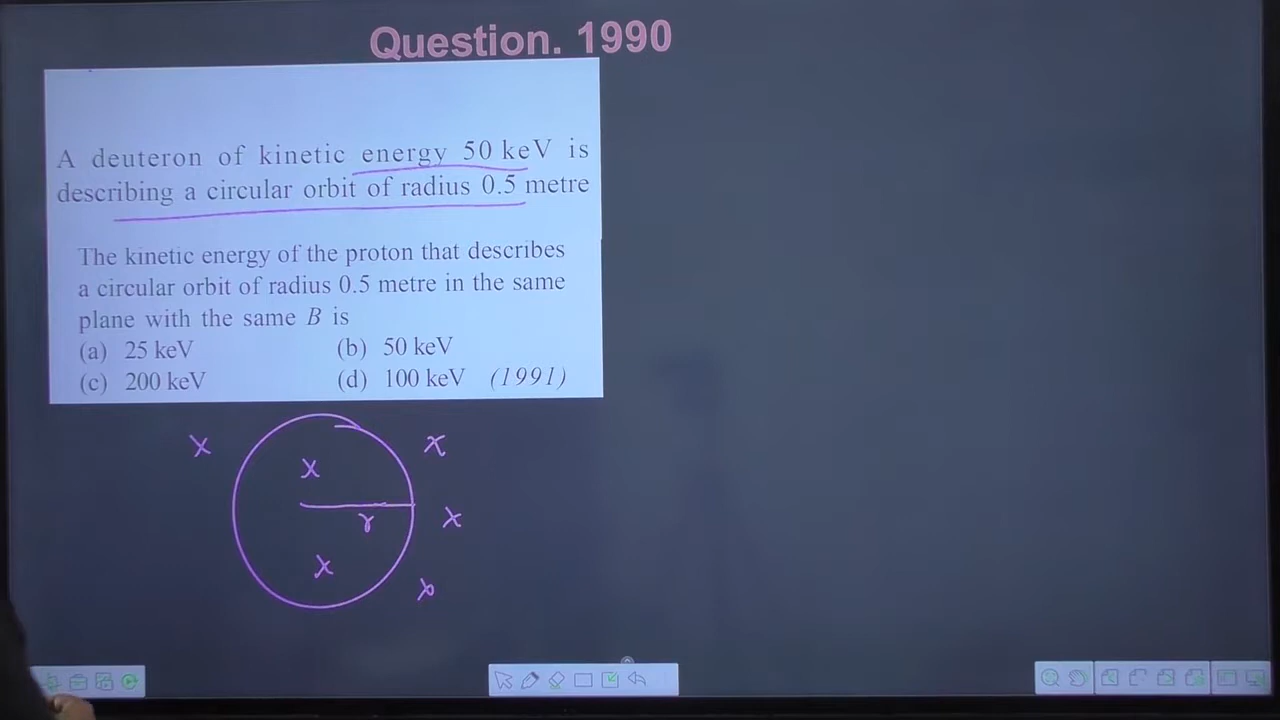 Question. 1990
A deuteron of kinetic energy 50 keV is
describing a circular orbit of radius 0.5 metre
The kinetic energy of the proton that describes
a circular orbit of radius 0.5 metre in the same
plane with the same B is
(a) 25 keV (b) 50 keV
(c) 200 keV (d) 100 keV (1991)
x x
x
r x
x x